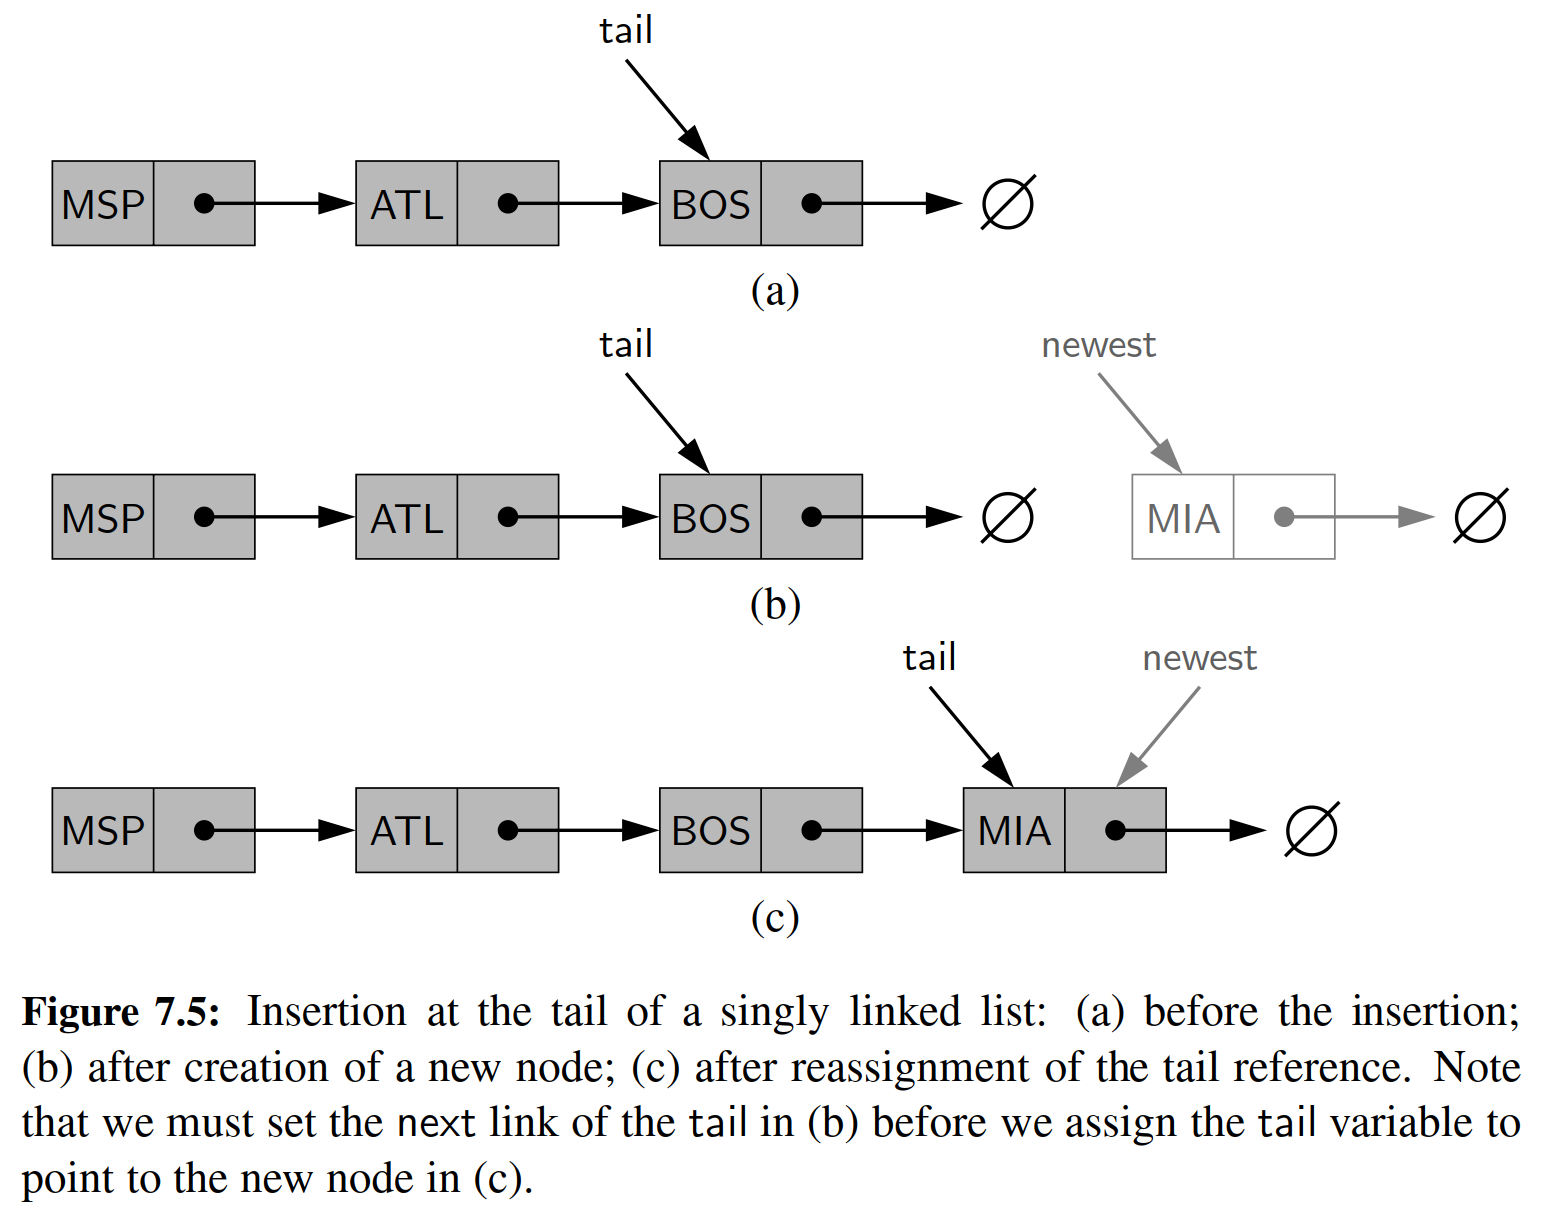 tail
MSP ATL BOS ∅
(a)
tail newest
MSP ATL BOS ∅ MIA ∅
(b)
tail newest
MSP ATL BOS MIA ∅
(c)
Figure 7.5: Insertion at the tail of a singly linked list: (a) before the insertion;
(b) after creation of a new node; (c) after reassignment of the tail reference. Note
that we must set the next link of the tail in (b) before we assign the tail variable to
point to the new node in (c).